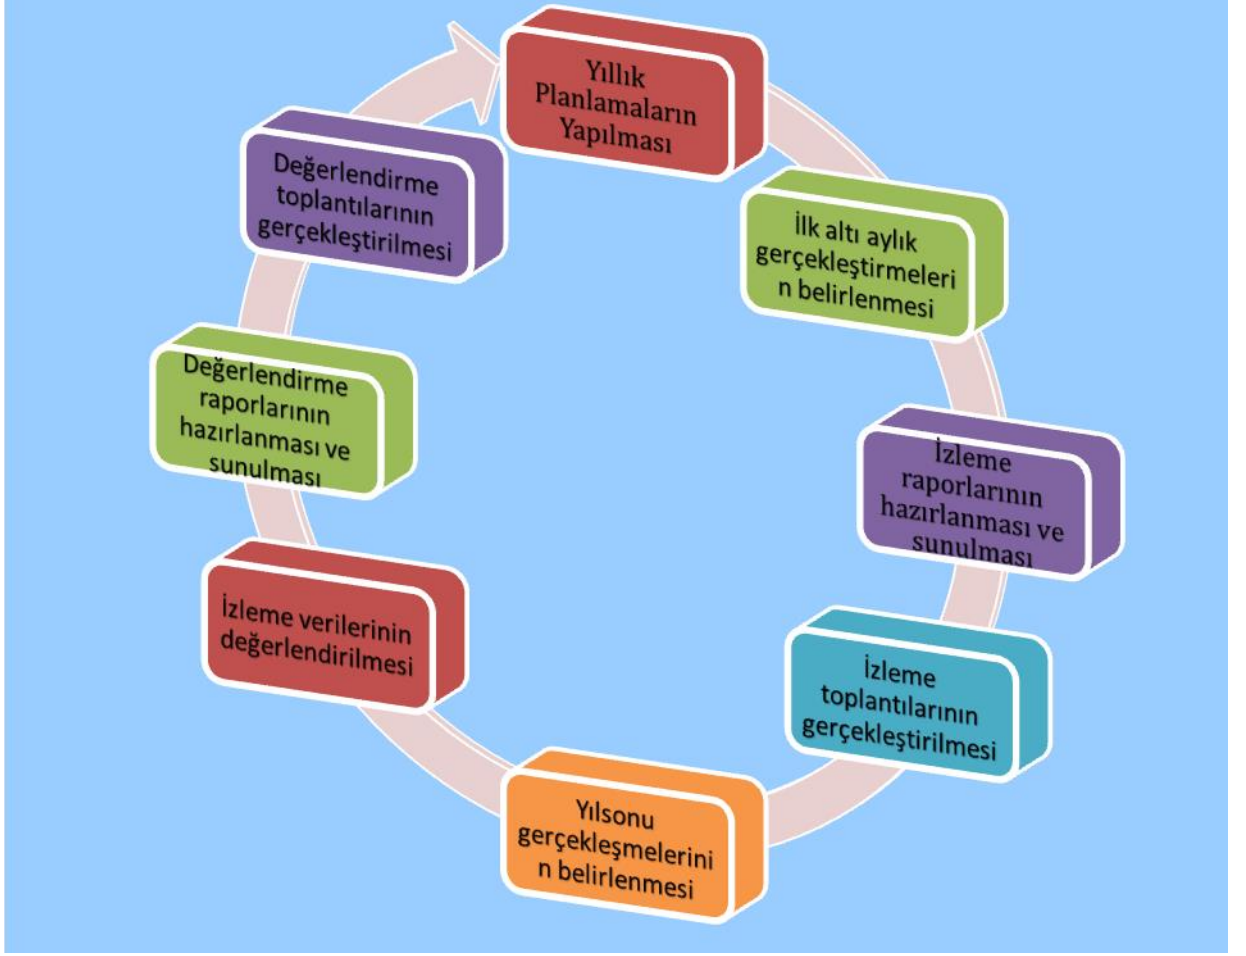 Yıllık
Planlamaların
Yapılması
İlk altı aylık
gerçekleştirmeleri
n belirlenmesi
İzleme
raporlarının
hazırlanması ve
sunulması
İzleme
toplantılarının
gerçekleştirilmesi
Yılsonu
gerçekleşmelerini
n belirlenmesi
İzleme verilerinin
değerlendirilmesi
Değerlendirme
raporlarının
hazırlanması ve
sunulması
Değerlendirme
toplantılarının
gerçekleştirilmesi